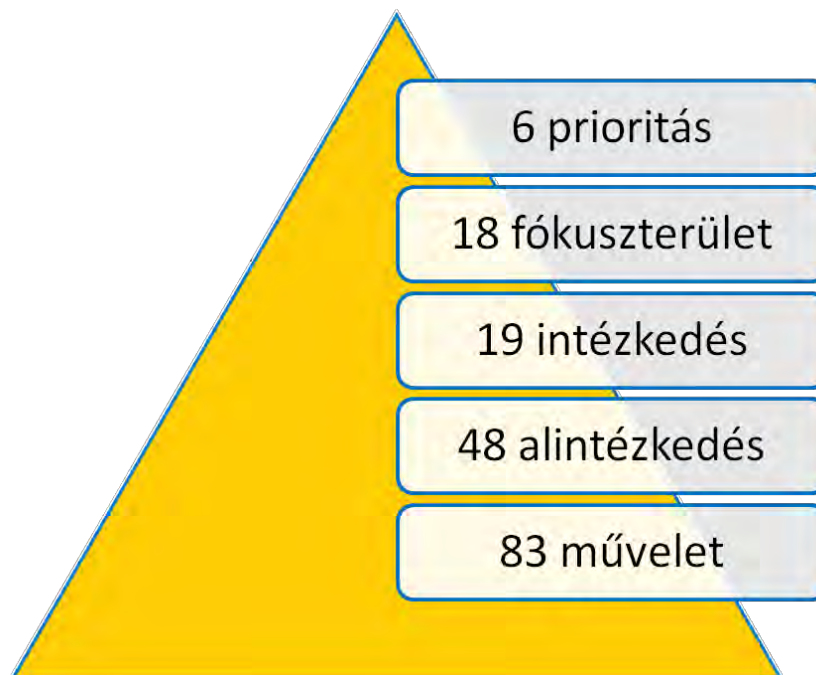 6 prioritás
18 fókuszterület
19 intézkedés
48 alintézkedés
83 művelet